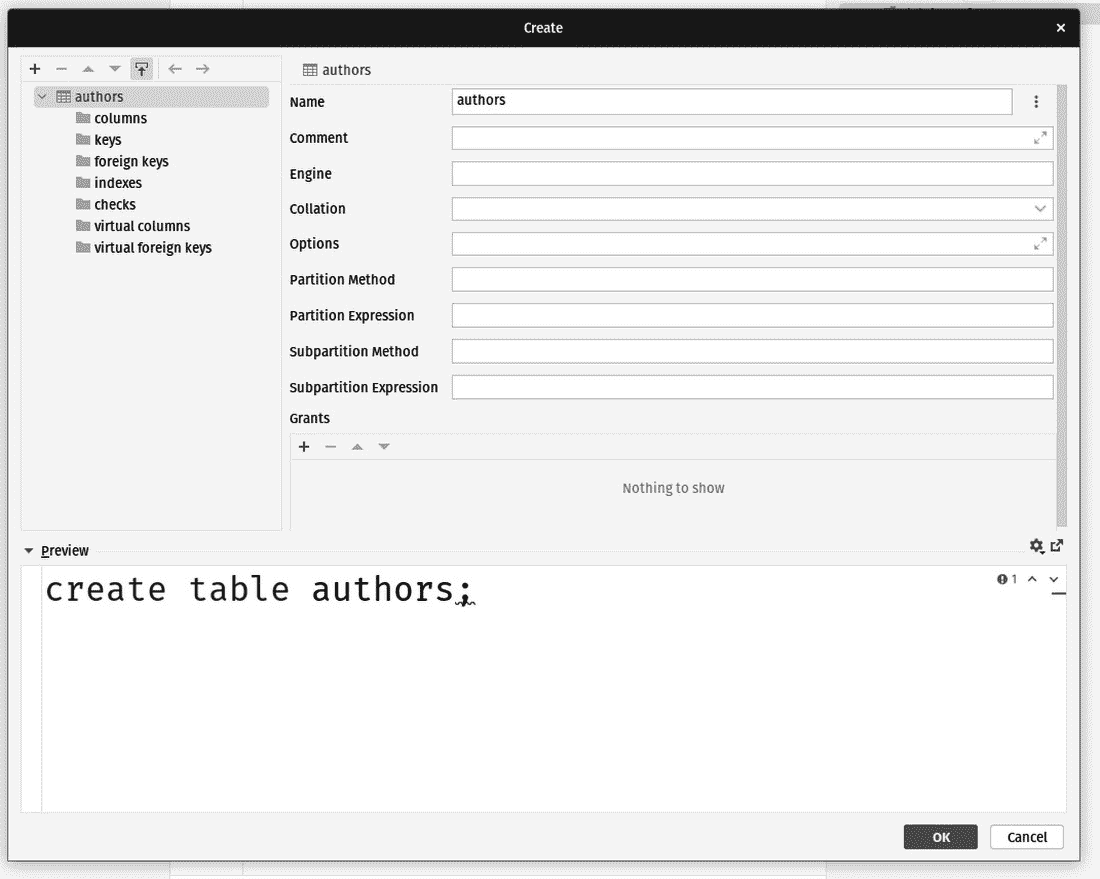 Create
authors
authors
columns
keys
foreign keys
indexes
checks
virtual columns
virtual foreign keys
Name authors
Comment
Engine
Collation
Options
Partition Method
Partition Expression
Subpartition Method
Subpartition Expression
Grants
Nothing to show
Preview
create table authors;
1
OK Cancel